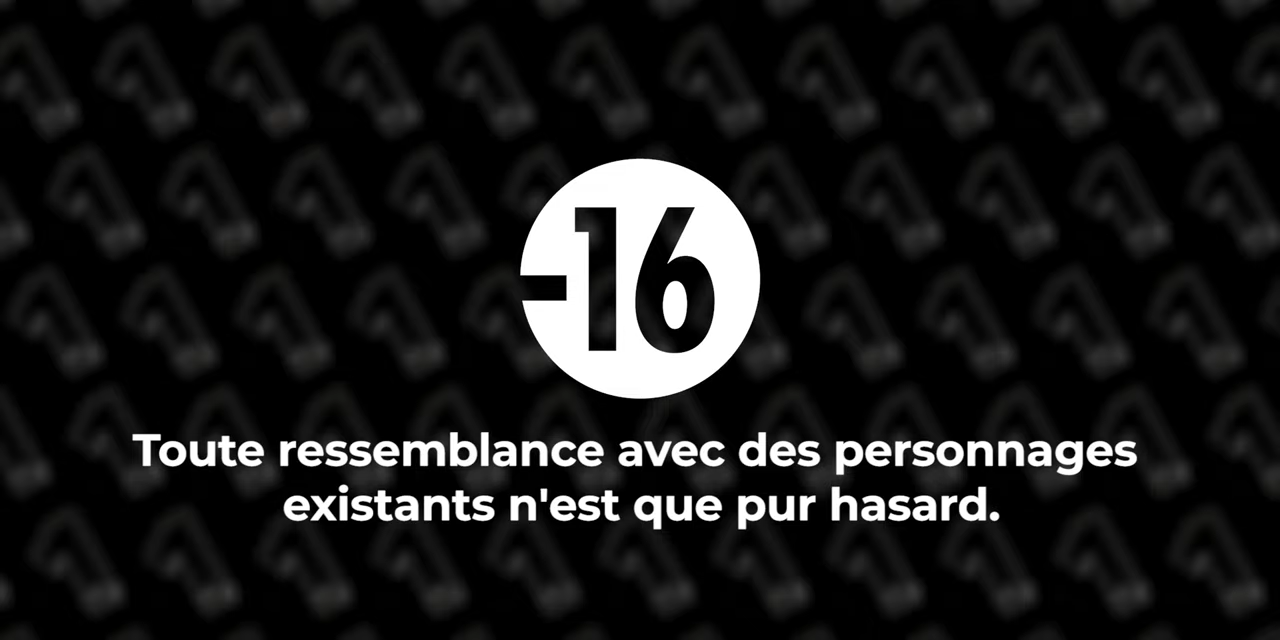 -16
Toute ressemblance avec des personnages
existants n'est que pur hasard.